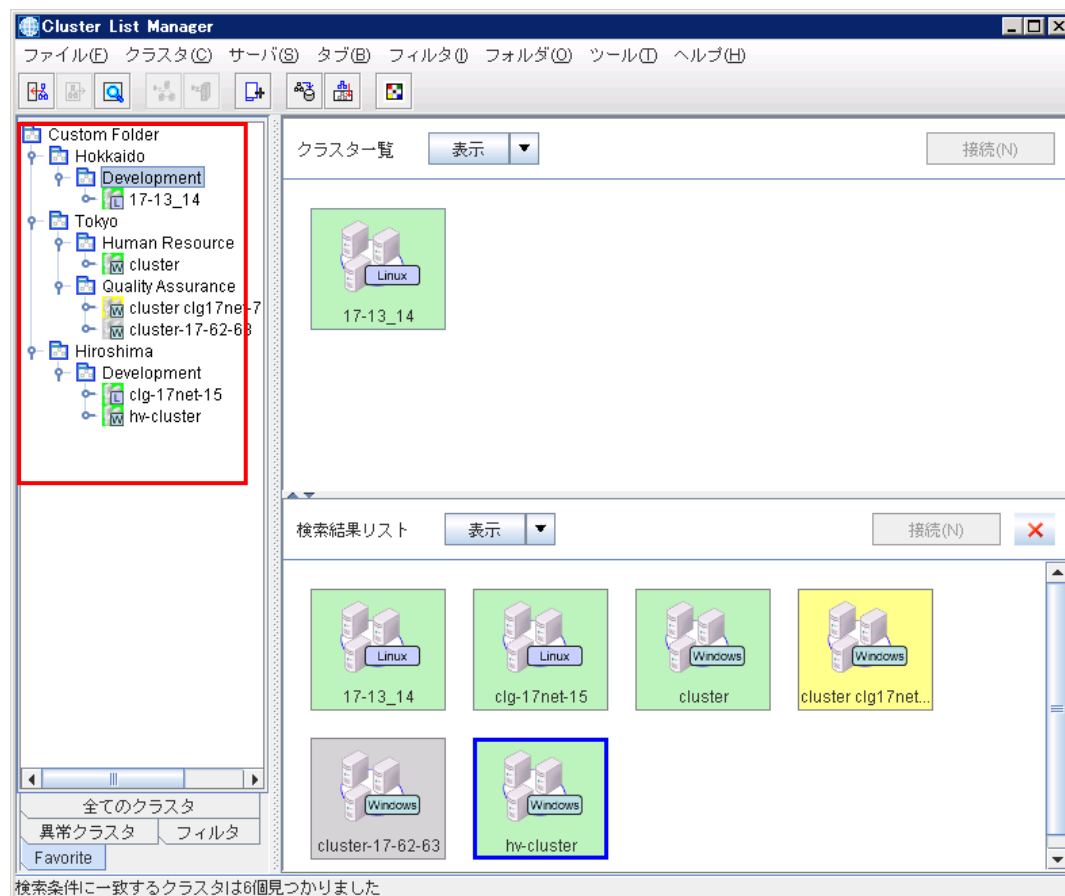 Cluster List Manager
ファイル(F) クラスタ(C) サーバ(S) タブ(B) フィルタ(I) フォルダ(O) ツール(T) ヘルプ(H)
Custom Folder
Hokkaido
Development
L 17-13_14
Tokyo
Human Resource
W cluster
Quality Assurance
W cluster clg17net-7
W cluster-17-62-63
Hiroshima
Development
L clg-17net-15
W hv-cluster
全てのクラスタ
異常クラスタ フィルタ
Favorite
クラスタ一覧 表示 接続(N)
Linux
17-13_14
検索結果リスト 表示 接続(N)
Linux Linux Windows Windows
17-13_14 clg-17net-15 cluster cluster clg17net...
Windows Windows
cluster-17-62-63 hv-cluster
検索条件に一致するクラスタは6個見つかりました